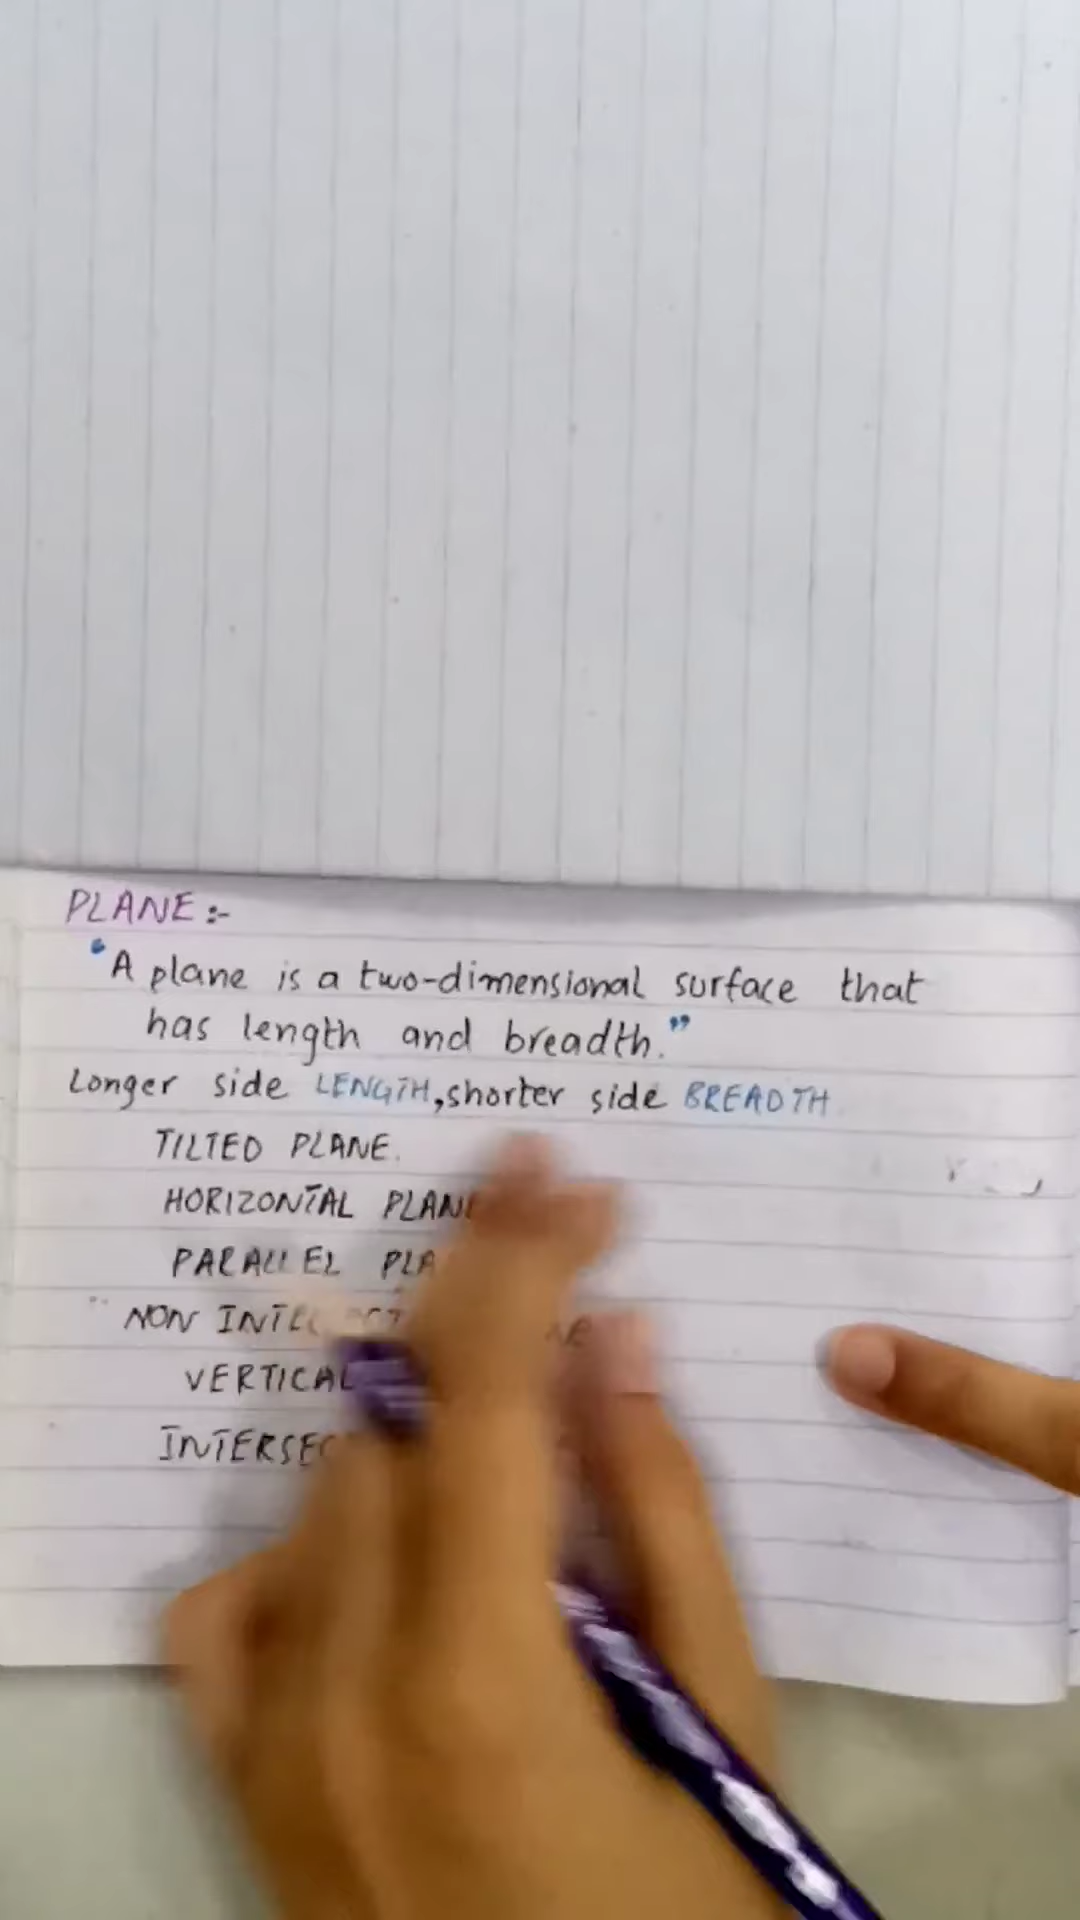 PLANE :-
"A plane is a two-dimensional surface that
has length and breadth."
Longer side LENGTH, shorter side BREADTH
TILTED PLANE.
HORIZONTAL PLANE
PARALLEL
NON
VERTICAL